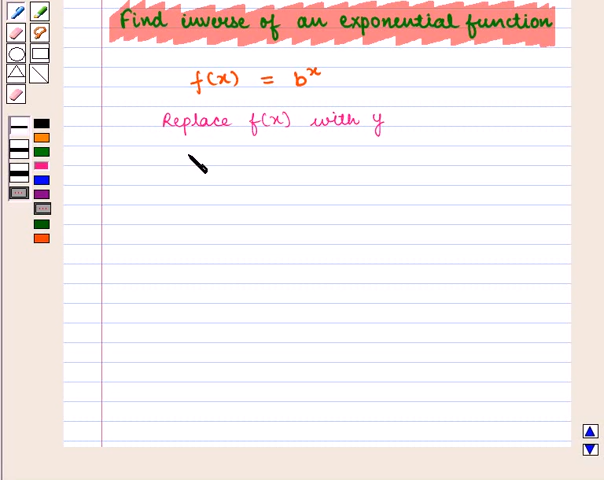 Find inverse of an exponential function
f(x) = b^x
Replace f(x) with y